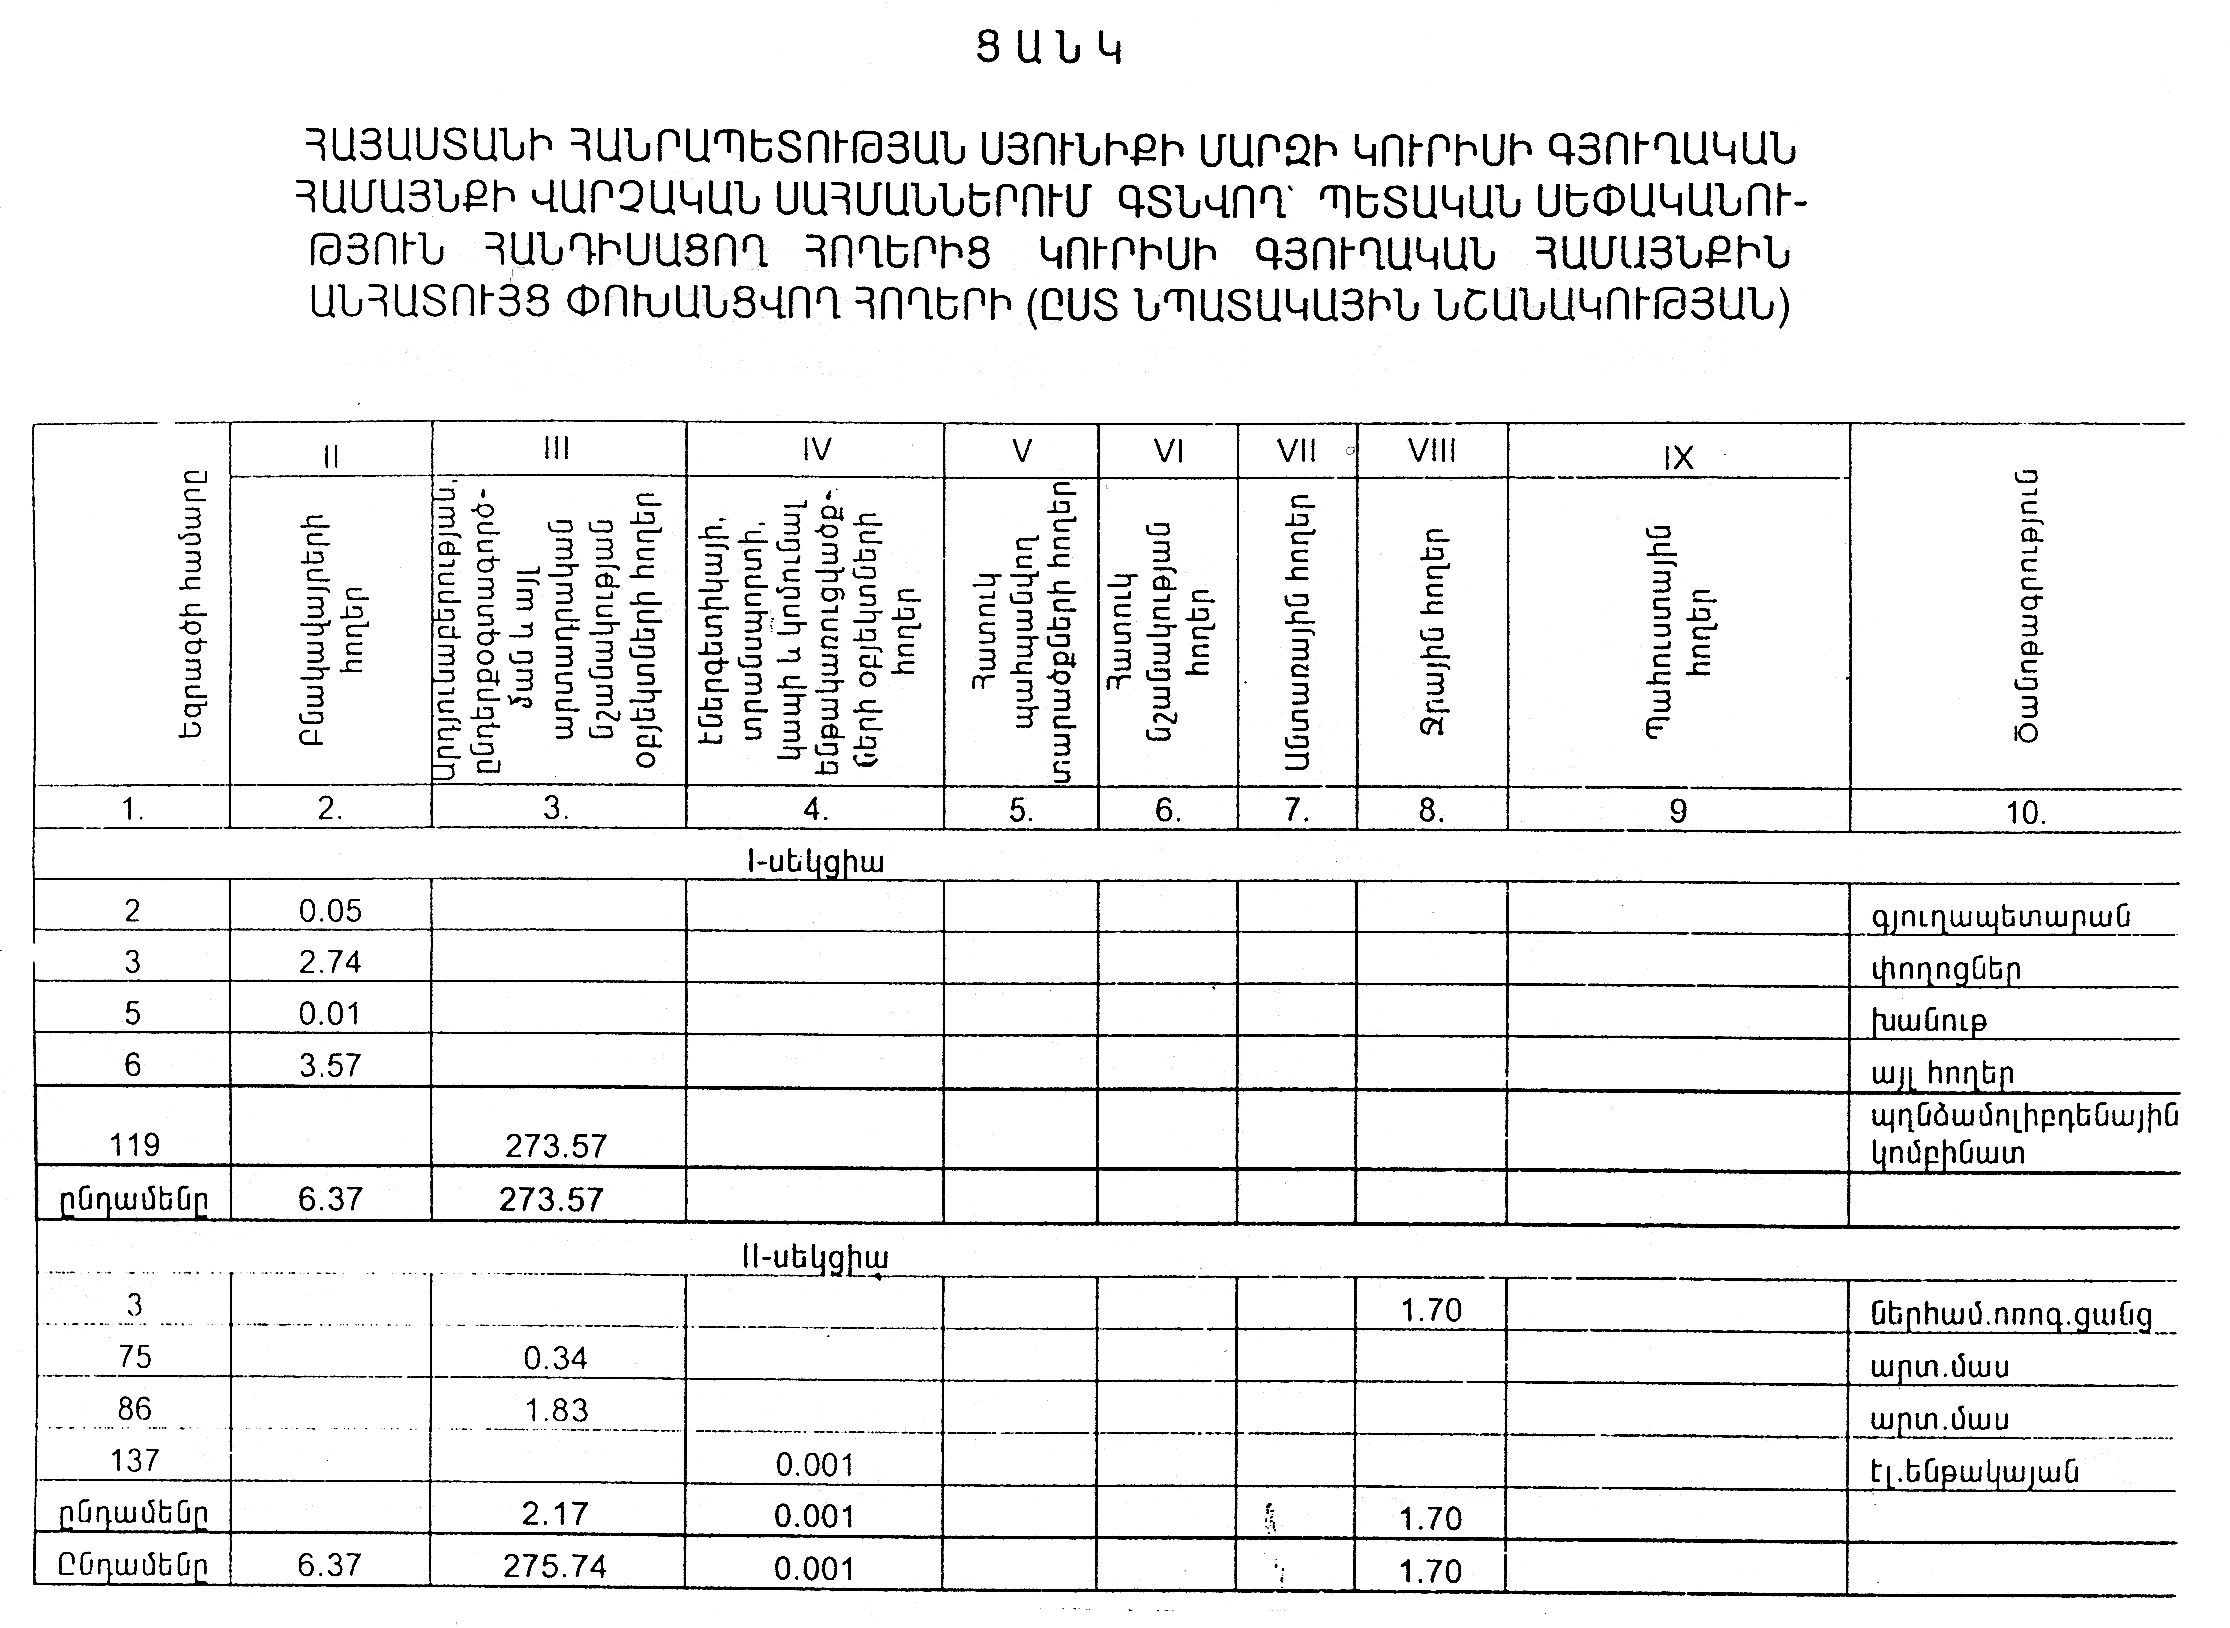 ՑԱՆԿ
ՀԱՅԱՍՏԱՆԻ ՀԱՆՐԱՊԵՏՈՒԹՅԱՆ ՍՅՈՒՆԻՔԻ ՄԱՐԶԻ ԿՈՒՐԻՍԻ ԳՅՈՒՂԱԿԱՆ
ՀԱՄԱՅՆՔԻ ՎԱՐՉԱԿԱՆ ՍԱՀՄԱՆՆԵՐՈՒՄ ԳՏՆՎՈՂ՝ ՊԵՏԱԿԱՆ ՍԵՓԱԿԱՆՈՒ-
ԹՅՈՒՆ ՀԱՆԴԻՍԱՑՈՂ ՀՈՂԵՐԻՑ ԿՈՒՐԻՍԻ ԳՅՈՒՂԱԿԱՆ ՀԱՄԱՅՆՔԻՆ
ԱՆՀԱՏՈՒՅՑ ՓՈԽԱՆՑՎՈՂ ՀՈՂԵՐԻ (ԸՍՏ ՆՊԱՏԱԿԱՅԻՆ ՆՇԱՆԱԿՈՒԹՅԱՆ)
II III IV V VI VII VIII IX
Եզրագծի համարը
Բնակավայրերի
հողեր
Արդյունաբերության,
ընդերքօգտագործ-
ման և այլ
արտադրական
նշանակության
օբյեկտների հողեր
Էներգետիկայի,
տրանսպորտի,
կապի և կոմունալ
ենթակառուցվածք-
ների օբյեկտների
հողեր
Հատուկ
պահպանվող
տարածքների հողեր
Հատուկ
նշանակության
հողեր
Անտառային հողեր
Ջրային հողեր
Պահուստային
հողեր
Ծանոթագրություն
1. 2. 3. 4. 5. 6. 7. 8. 9 10.
I-սեկցիա
2 0.05 գյուղապետարան
3 2.74 փողոցներ
5 0.01 խանութ
6 3.57 այլ հողեր
պղնձամոլիբդենային
119 273.57 կոմբինատ
ընդամենը 6.37 273.57
II-սեկցիա
3 1.70 ներհամ.ոռոգ.ցանց
75 0.34 արտ.մաս
86 1.83 արտ.մաս
137 0.001 էլ.ենթակայան
ընդամենը 2.17 0.001 1.70
Ընդամենը 6.37 275.74 0.001 1.70